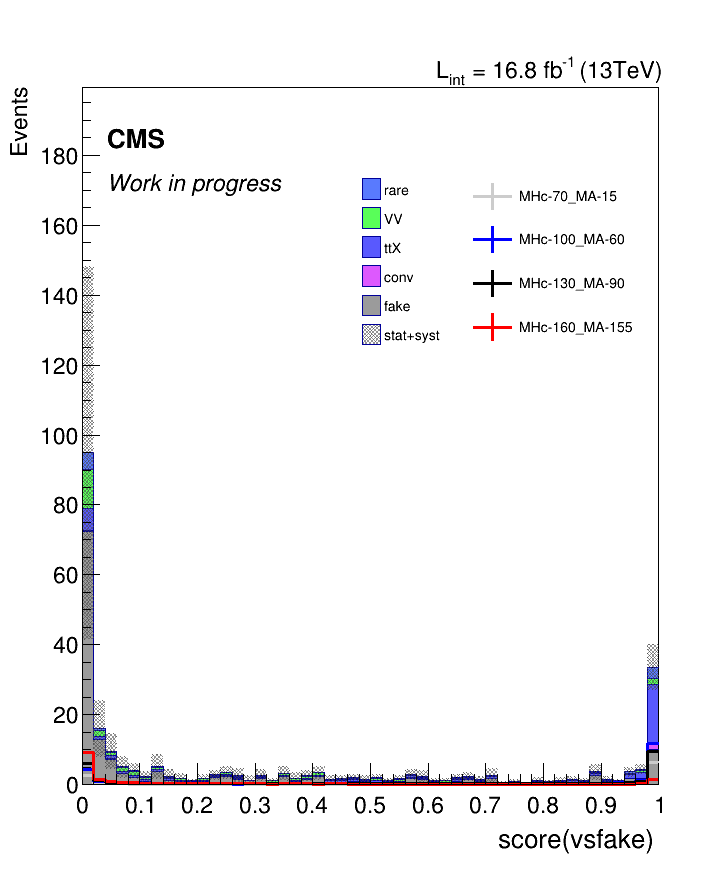 L_int = 16.8 fb^-1 (13TeV)
Events
CMS
Work in progress
rare
VV
ttX
conv
fake
stat+syst
MHc-70_MA-15
MHc-100_MA-60
MHc-130_MA-90
MHc-160_MA-155
180
160
140
120
100
80
60
40
20
0
0 0.1 0.2 0.3 0.4 0.5 0.6 0.7 0.8 0.9 1
score(vsfake)